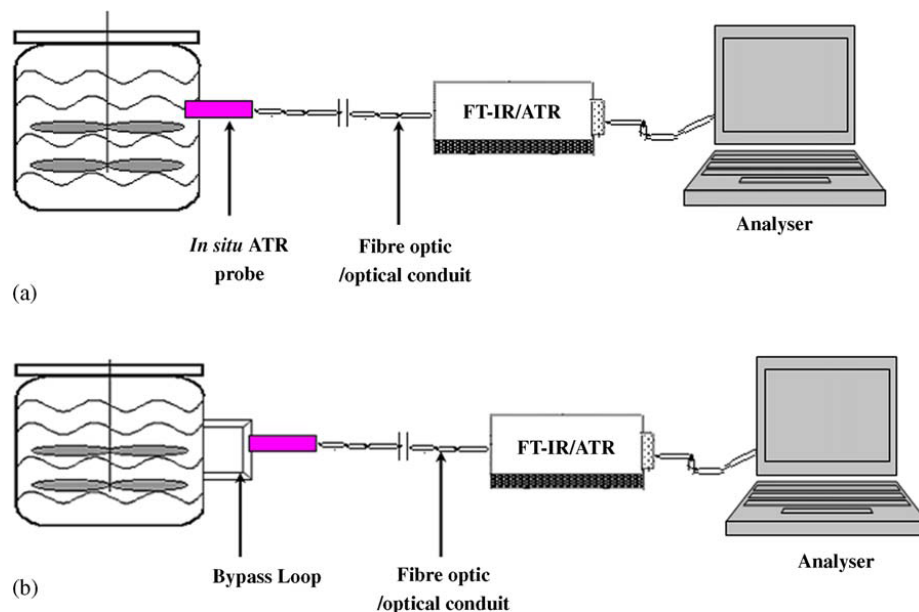 FT-IR/ATR
Analyser
In situ ATR
probe
Fibre optic
/optical conduit
(a)
FT-IR/ATR
Analyser
Bypass Loop
Fibre optic
/optical conduit
(b)